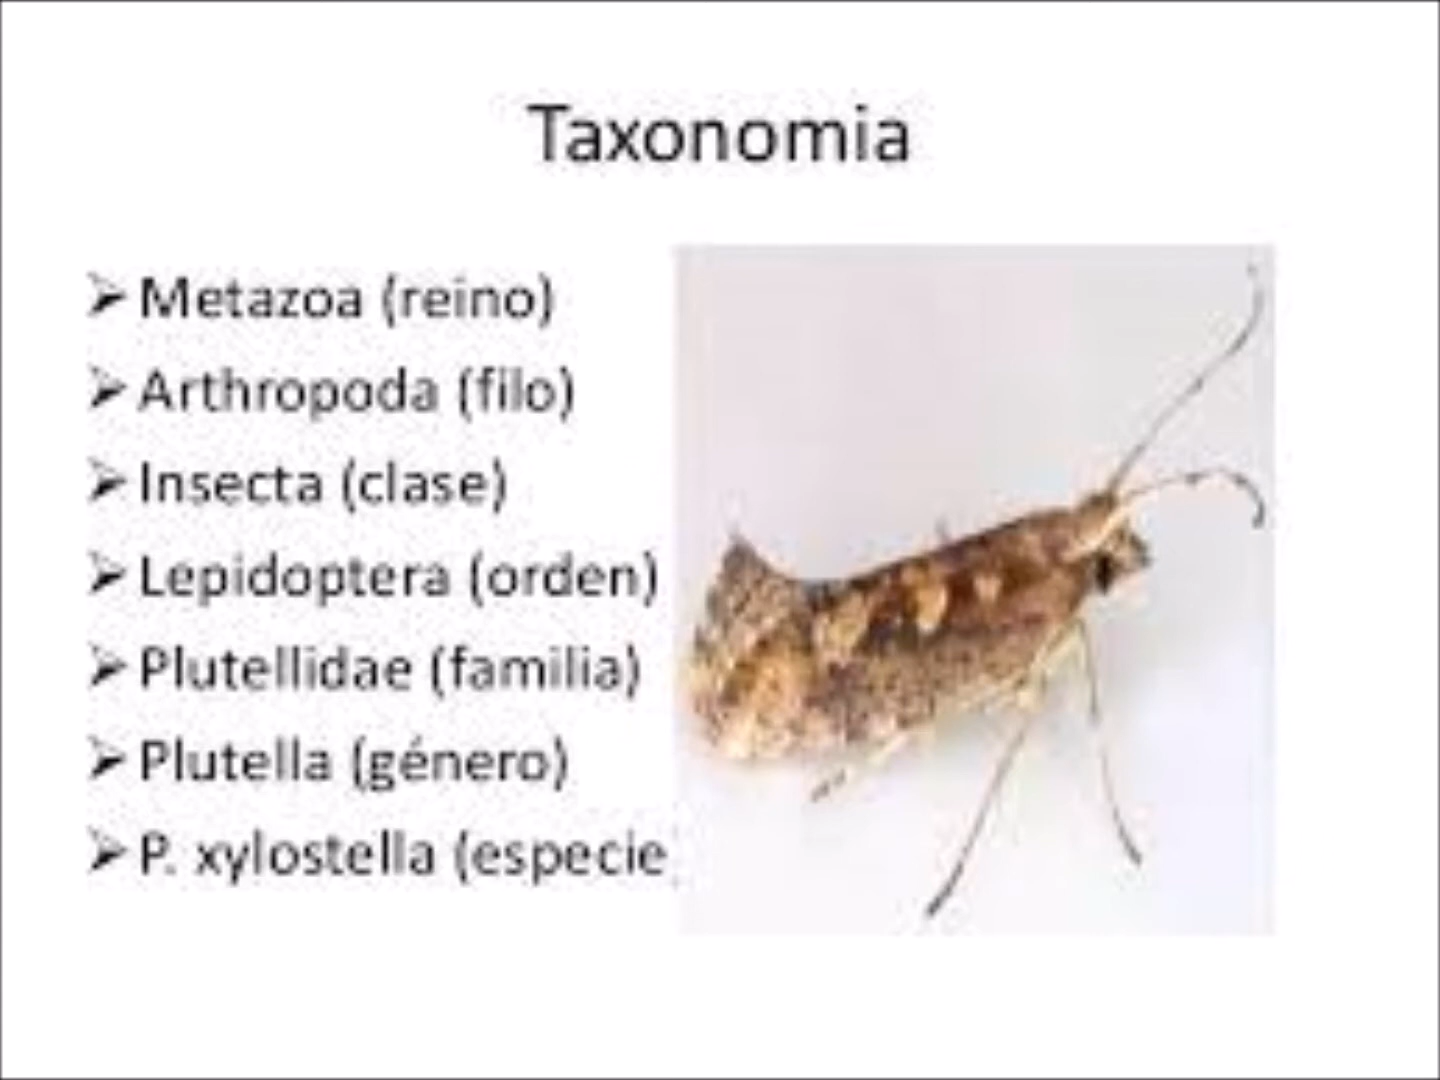 Taxonomia
➢ Metazoa (reino)
➢ Arthropoda (filo)
➢ Insecta (clase)
➢ Lepidoptera (orden)
➢ Plutellidae (familia)
➢ Plutella (género)
➢ P. xylostella (especie)